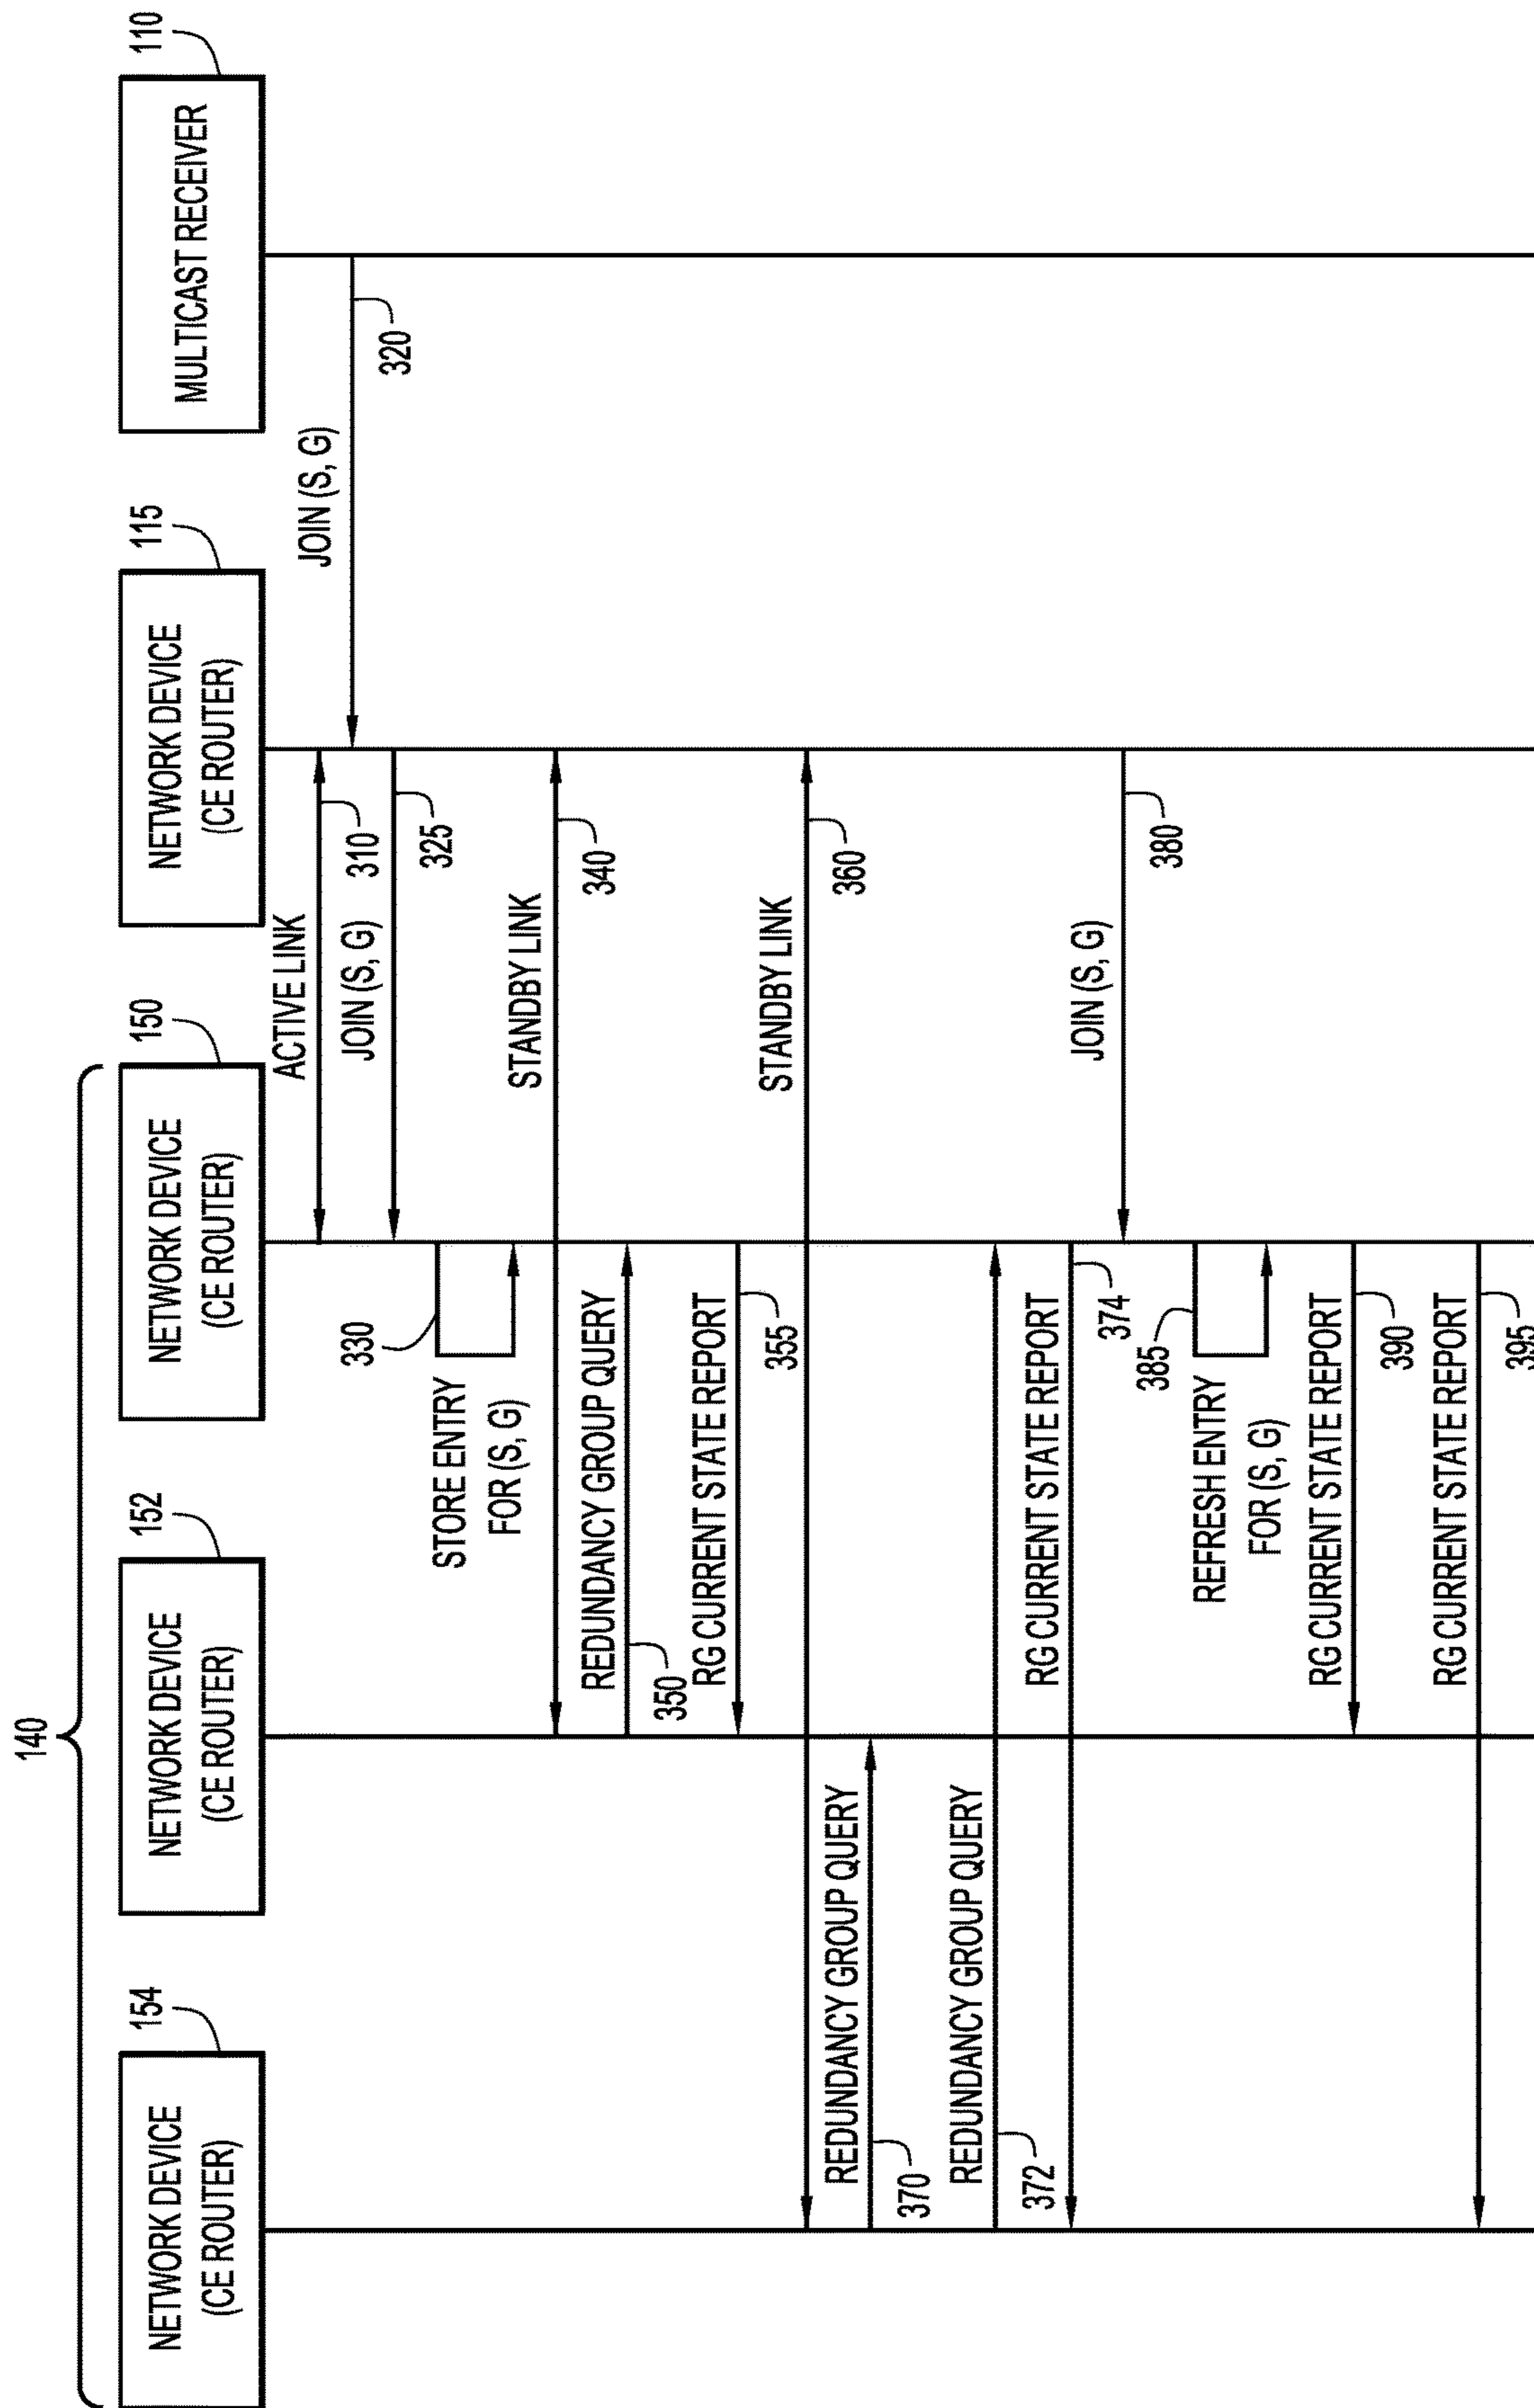 140
154
NETWORK DEVICE
(CE ROUTER)
152
NETWORK DEVICE
(CE ROUTER)
150
NETWORK DEVICE
(CE ROUTER)
115
NETWORK DEVICE
(CE ROUTER)
110
MULTICAST RECEIVER
ACTIVE LINK
310
JOIN (S, G)
320
JOIN (S, G)
325
330
STORE ENTRY
FOR (S, G)
STANDBY LINK
340
REDUNDANCY GROUP QUERY
350
RG CURRENT STATE REPORT
355
STANDBY LINK
360
REDUNDANCY GROUP QUERY
370
REDUNDANCY GROUP QUERY
372
RG CURRENT STATE REPORT
374
JOIN (S, G)
380
385
REFRESH ENTRY
FOR (S, G)
RG CURRENT STATE REPORT
390
RG CURRENT STATE REPORT
395